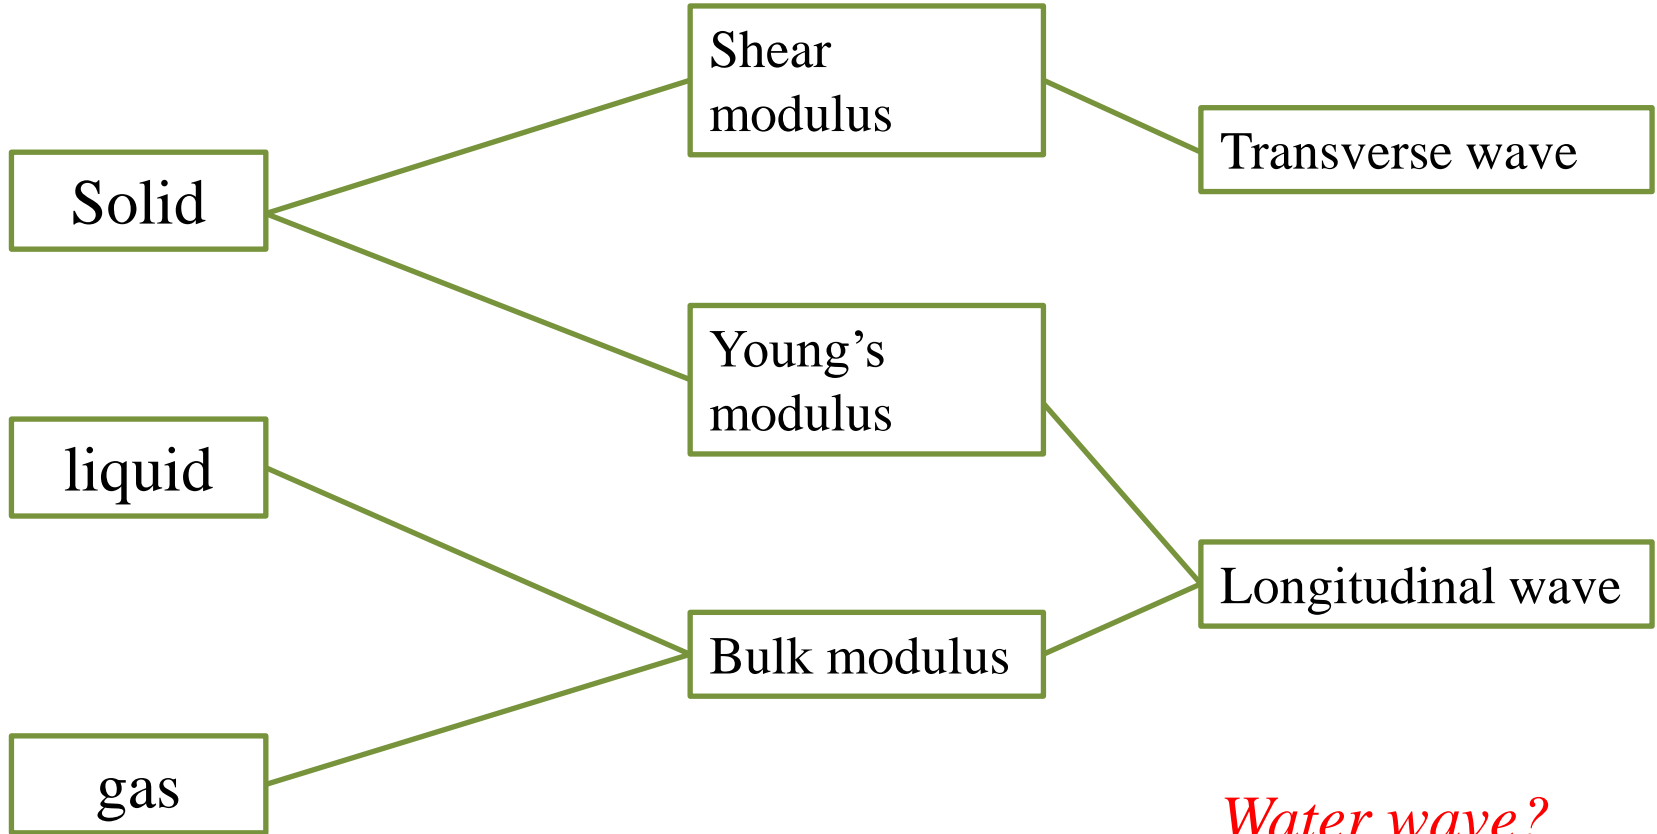 Solid
liquid
gas
Shear
modulus
Young’s
modulus
Bulk modulus
Transverse wave
Longitudinal wave
Water wave?